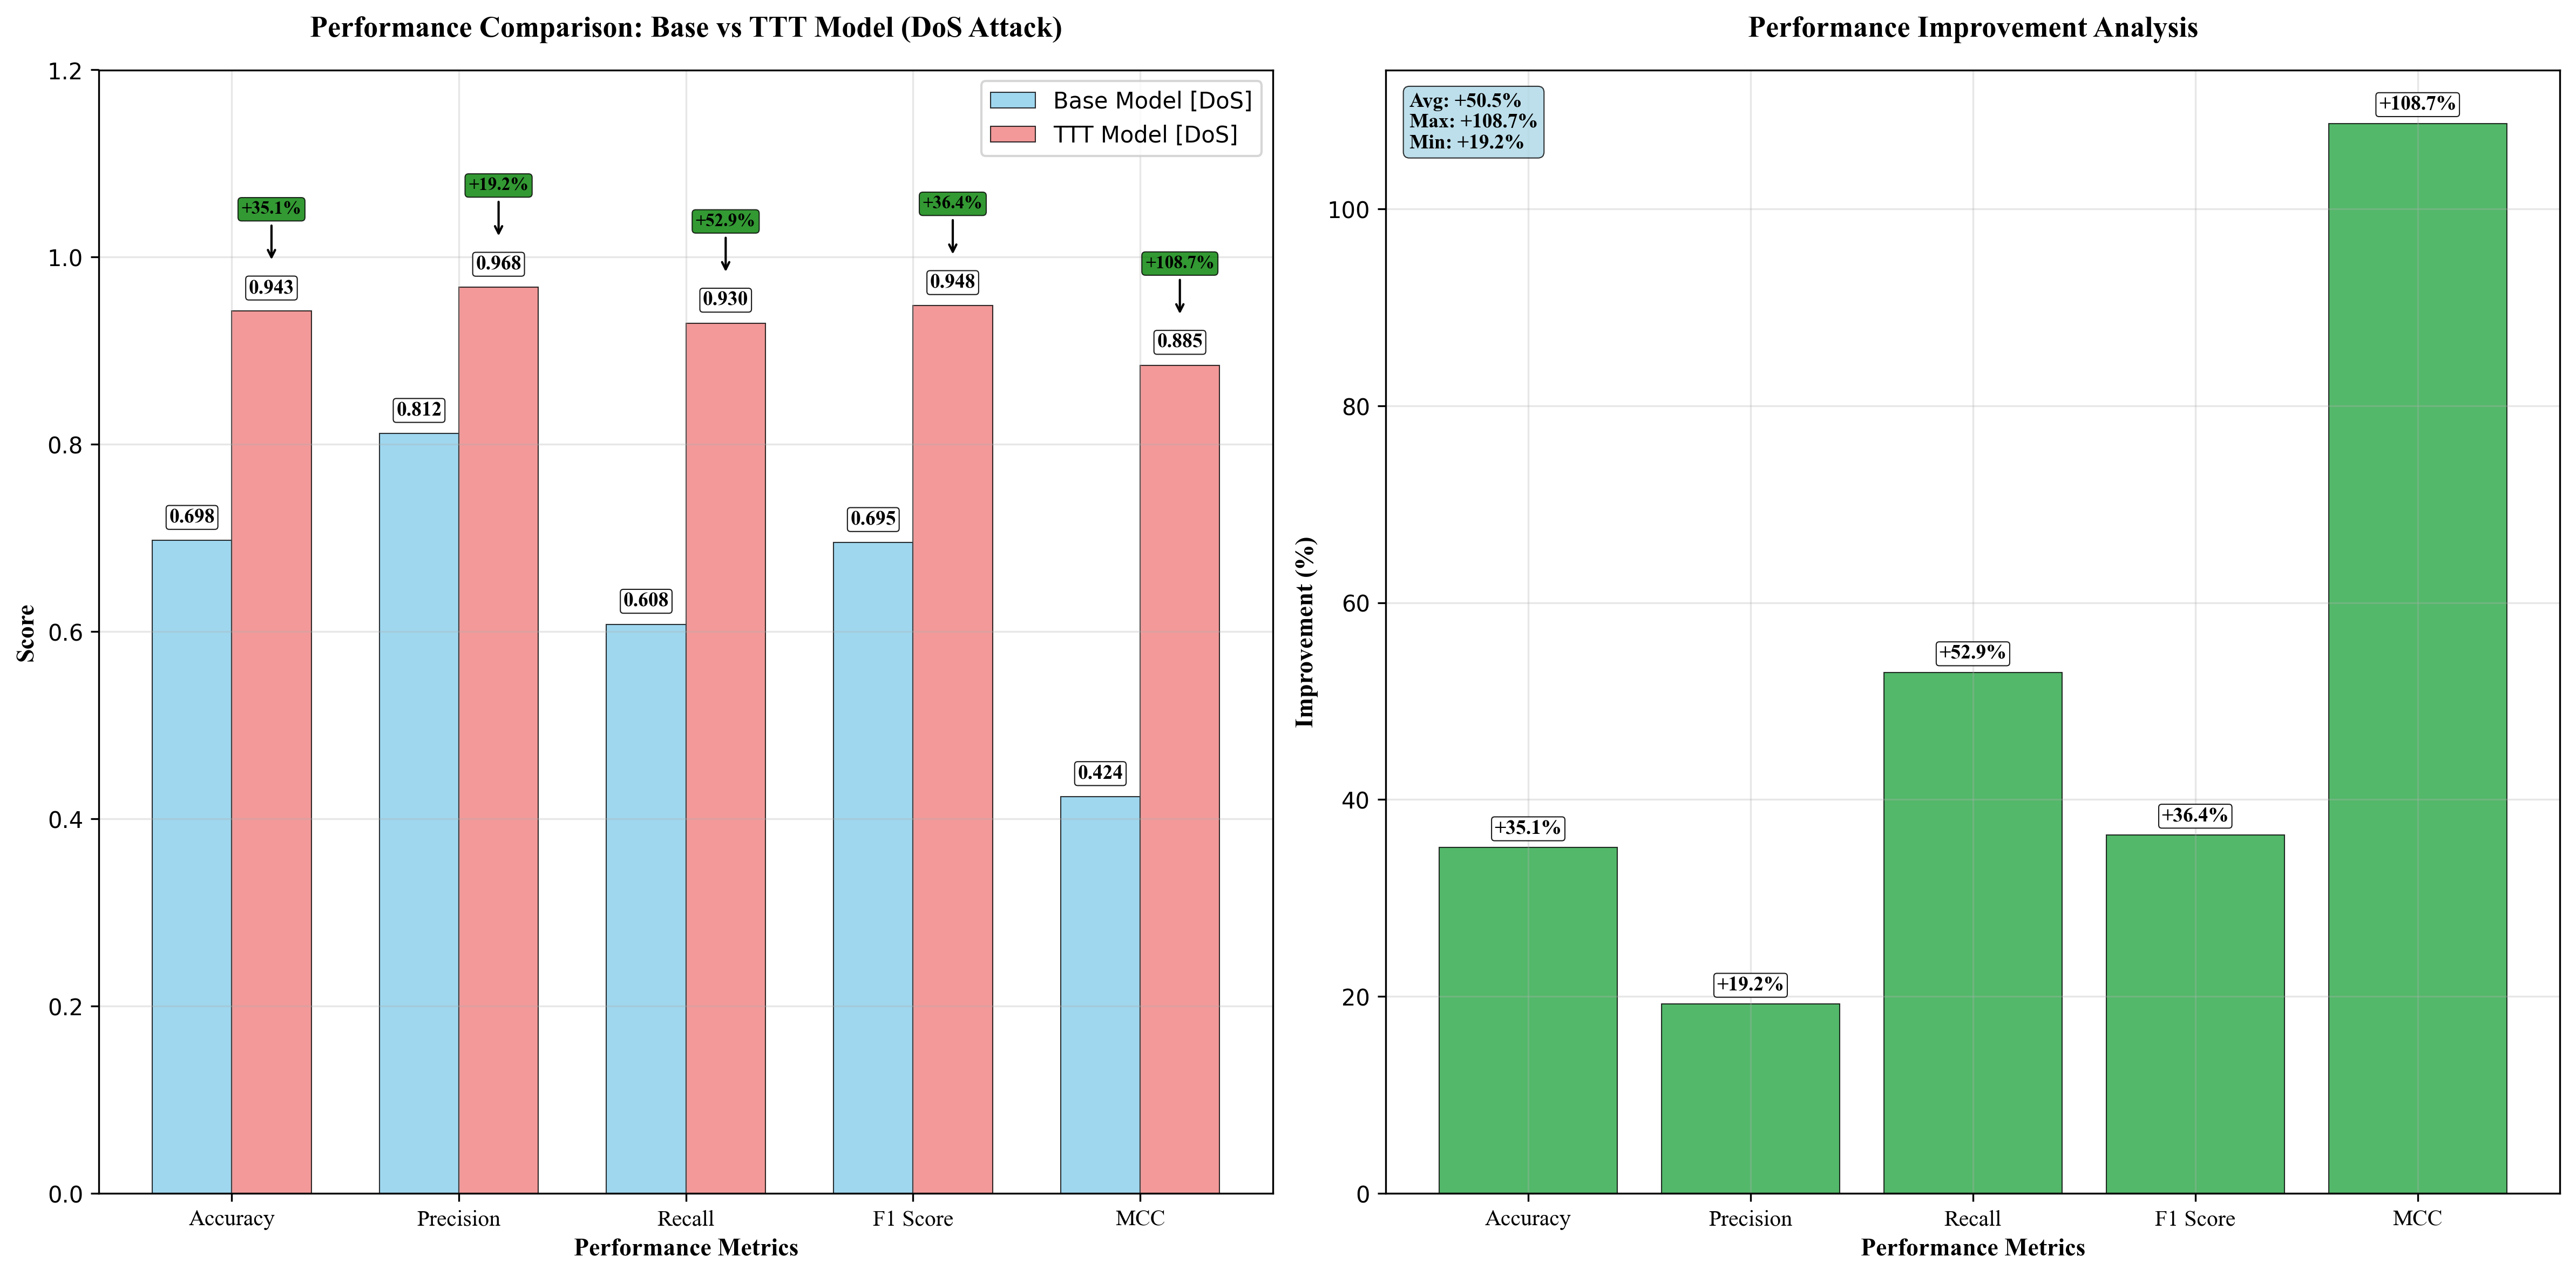 Performance Comparison: Base vs TTT Model (DoS Attack)
Base Model [DoS]
TTT Model [DoS]
1.2
1.0
0.8
0.6
0.4
0.2
0.0
Score
+35.1%
+19.2%
+52.9%
+36.4%
+108.7%
0.943
0.968
0.930
0.948
0.885
0.698
0.812
0.608
0.695
0.424
Accuracy
Precision
Recall
F1 Score
MCC
Performance Metrics
Performance Improvement Analysis
Avg: +50.5%
Max: +108.7%
Min: +19.2%
100
80
60
40
20
0
Improvement (%)
+35.1%
+19.2%
+52.9%
+36.4%
+108.7%
Accuracy
Precision
Recall
F1 Score
MCC
Performance Metrics